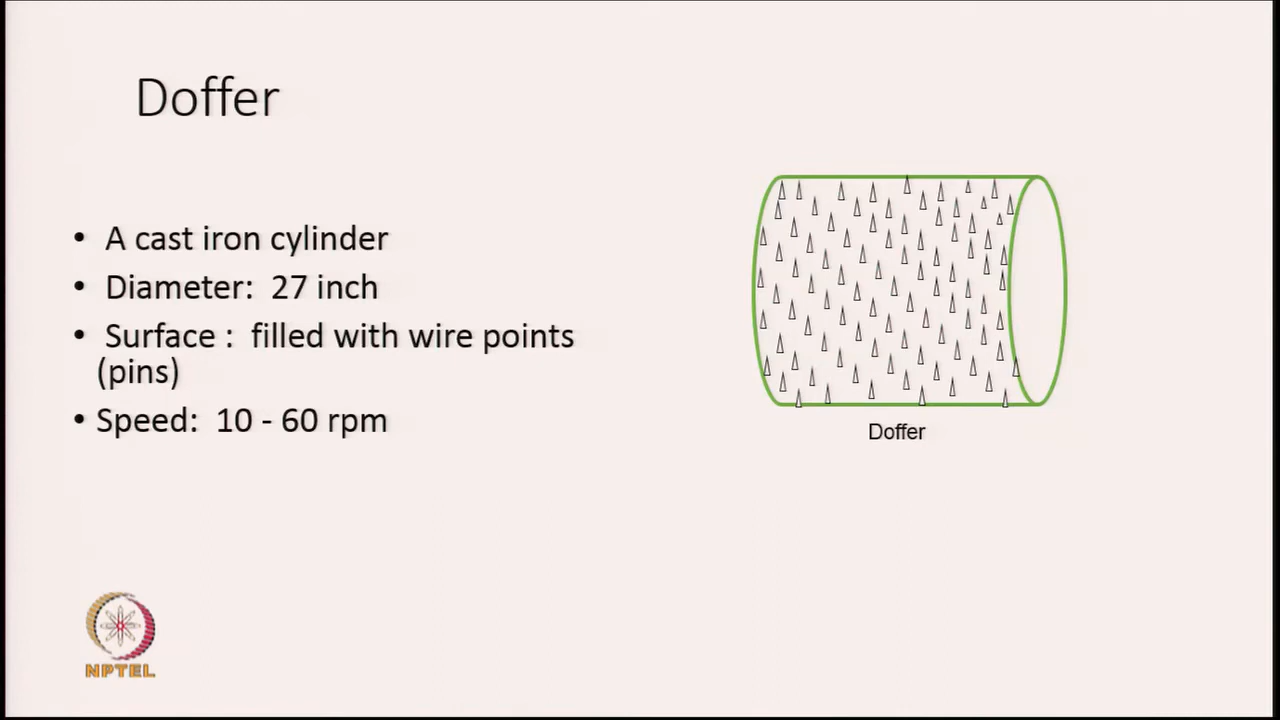 Doffer
• A cast iron cylinder
• Diameter: 27 inch
• Surface : filled with wire points
(pins)
• Speed: 10 - 60 rpm
Doffer
NPTEL